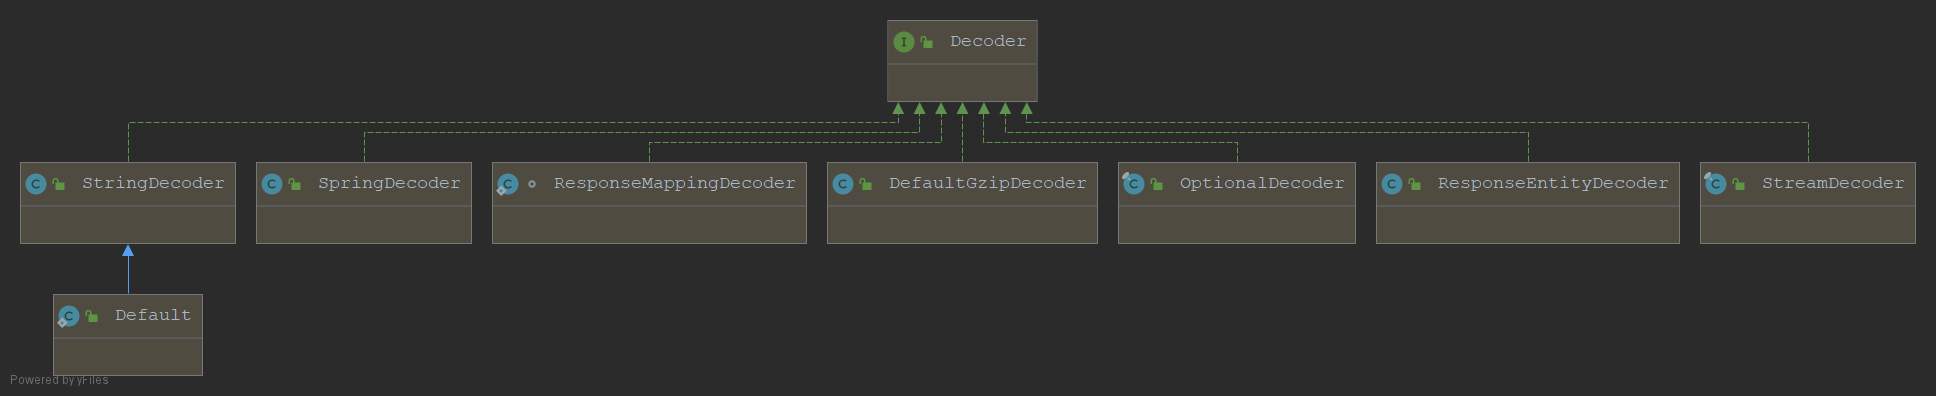 Decoder
StringDecoder
SpringDecoder
ResponseMappingDecoder
DefaultGzipDecoder
OptionalDecoder
ResponseEntityDecoder
StreamDecoder
Default
Powered by yFiles